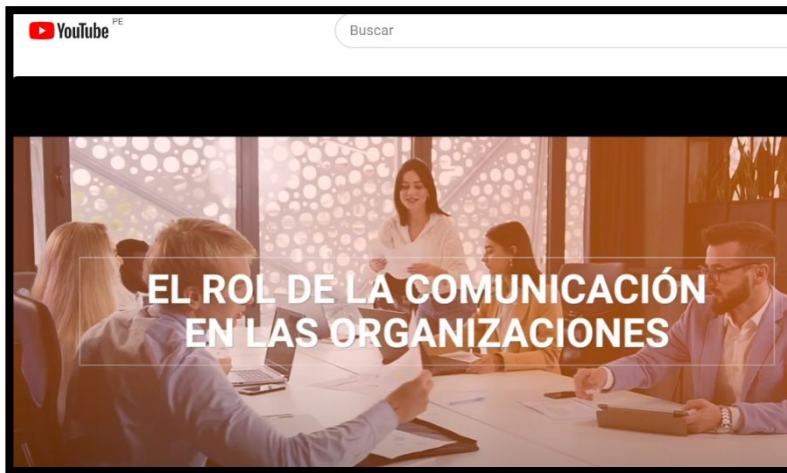 YouTube PE
Buscar
EL ROL DE LA COMUNICACIÓN
EN LAS ORGANIZACIONES